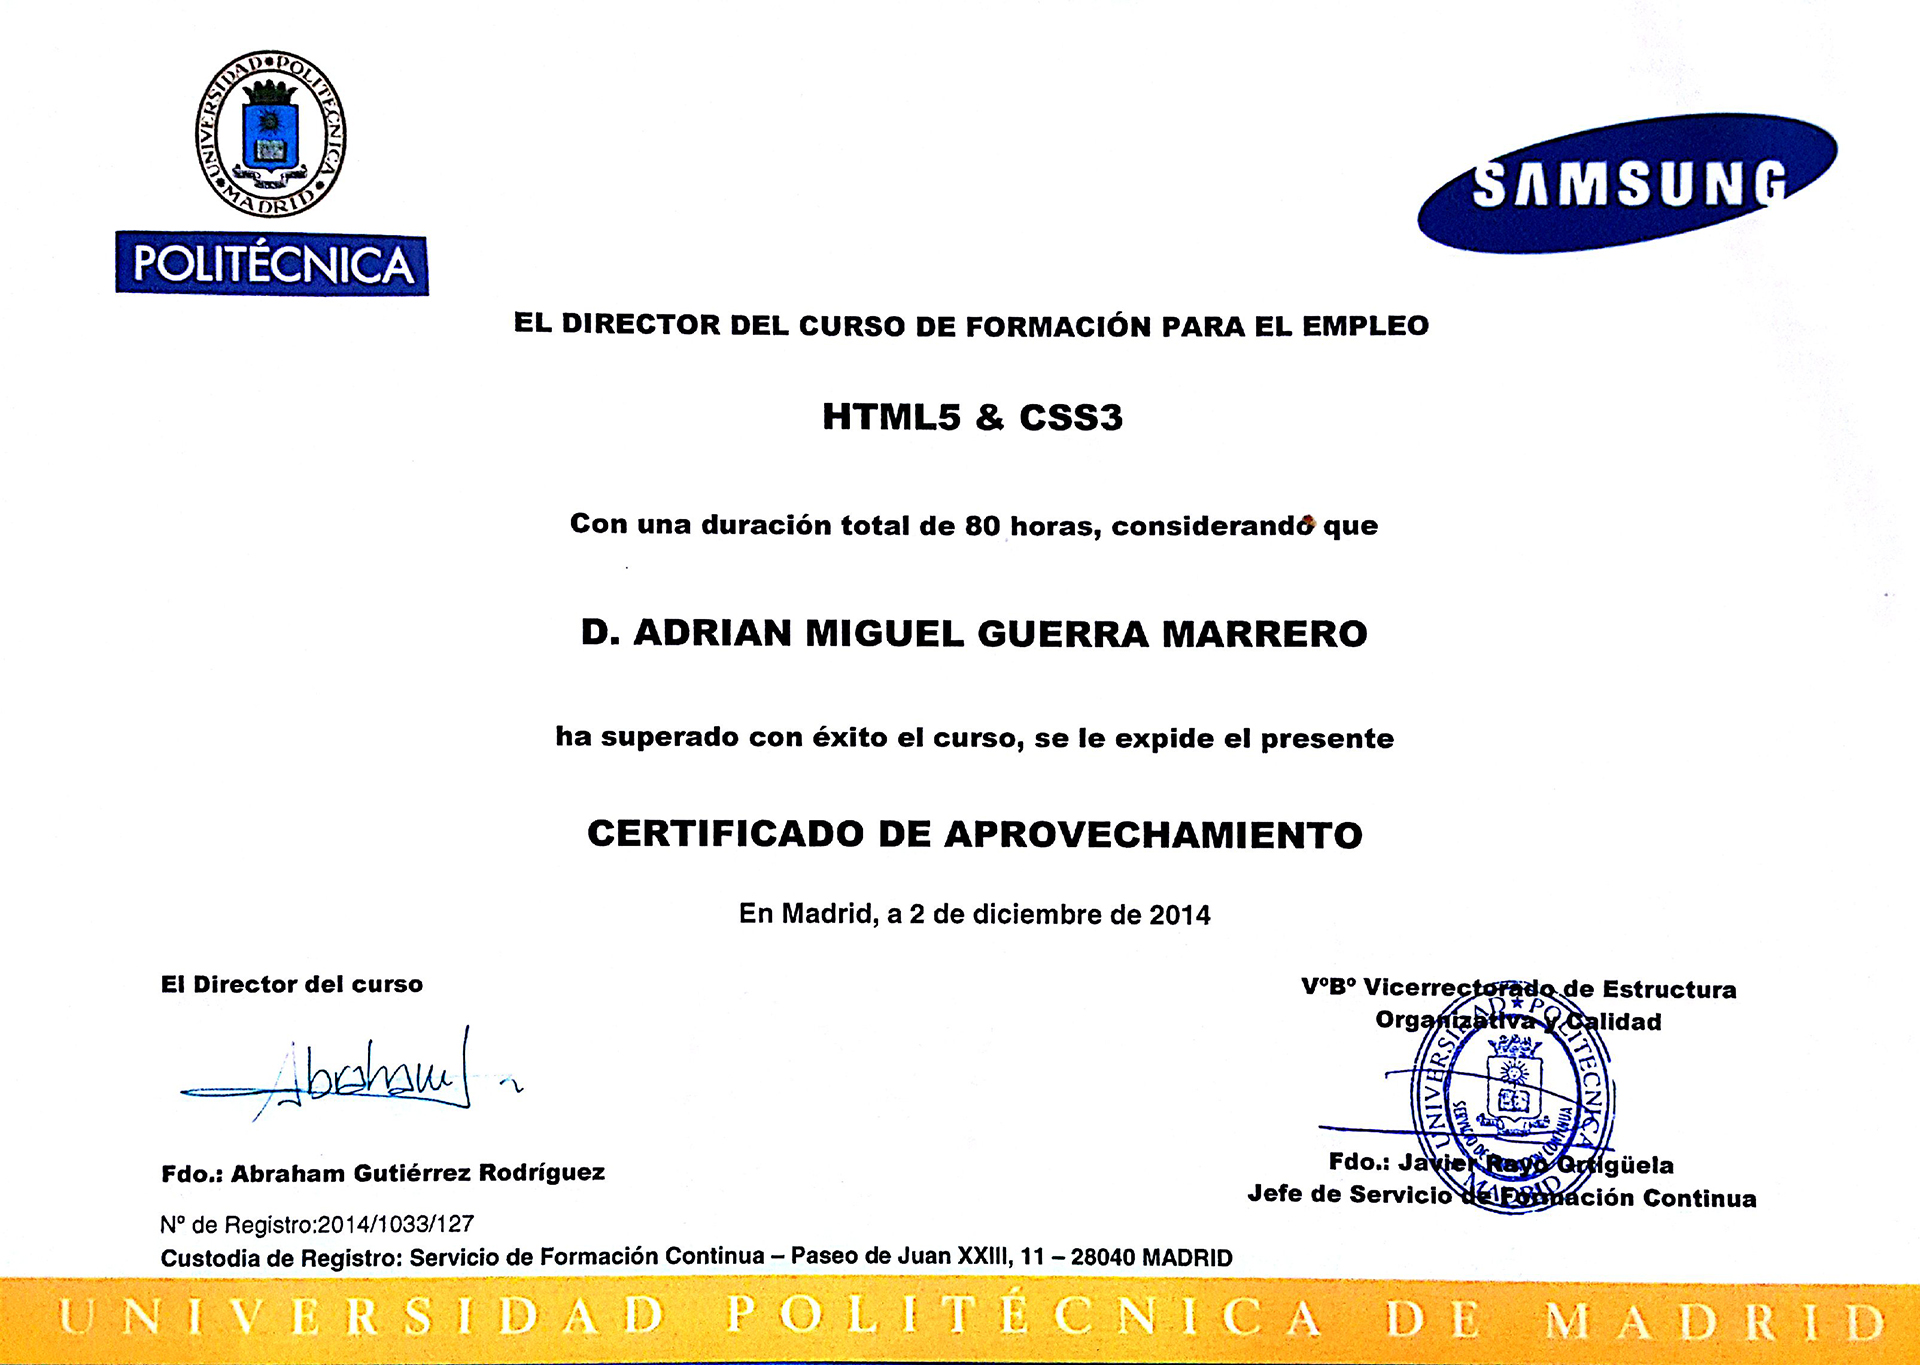 UNIVERSIDAD POLITÉCNICA
MADRID
POLITÉCNICA
SAMSUNG
EL DIRECTOR DEL CURSO DE FORMACIÓN PARA EL EMPLEO
HTML5 & CSS3
Con una duración total de 80 horas, considerando que
D. ADRIAN MIGUEL GUERRA MARRERO
ha superado con éxito el curso, se le expide el presente
CERTIFICADO DE APROVECHAMIENTO
En Madrid, a 2 de diciembre de 2014
El Director del curso
VºBº Vicerrectorado de Estructura
Organizativa y Calidad
UNIVERSIDAD POLITECNICA
MADRID
SERVICIO DE FORMACION CONTINUA
Abraham
Fdo.: Abraham Gutiérrez Rodríguez
Fdo.: Javier Rayo Ortigüela
Jefe de Servicio de Formación Continua
Nº de Registro:2014/1033/127
Custodia de Registro: Servicio de Formación Continua – Paseo de Juan XXIII, 11 – 28040 MADRID
UNIVERSIDAD POLITÉCNICA DE MADRID